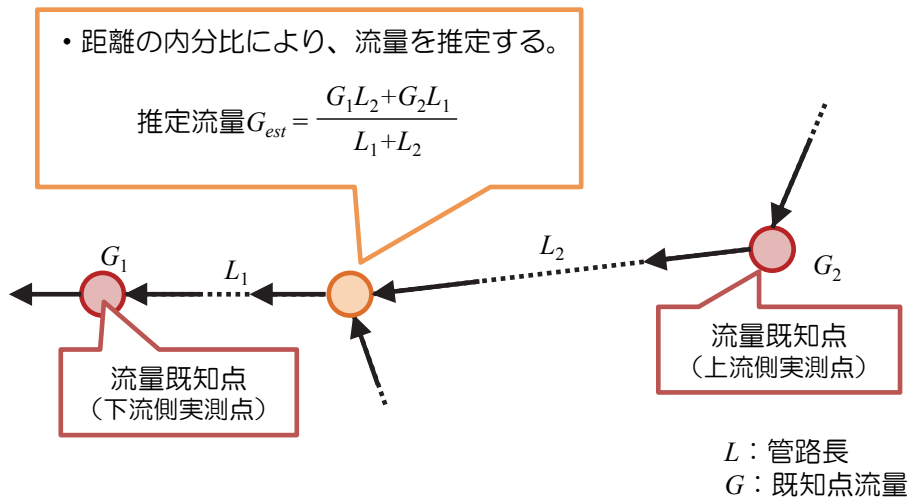 ・距離の内分比により、流量を推定する。
推定流量G_est = (G₁L₂+G₂L₁)/(L₁+L₂)
G₁
L₁
L₂
G₂
流量既知点
（下流側実測点）
流量既知点
（上流側実測点）
L：管路長
G：既知点流量